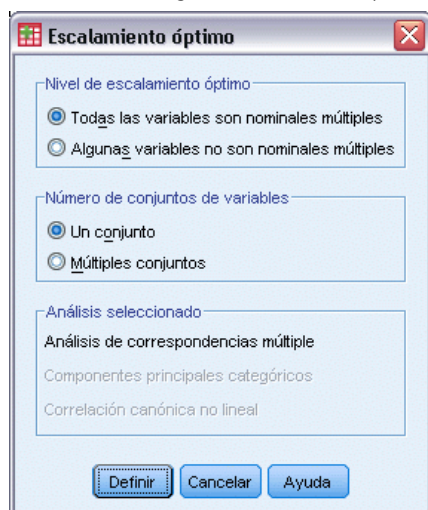 Escalamiento óptimo
Nivel de escalamiento óptimo
Todas las variables son nominales múltiples
Algunas variables no son nominales múltiples
Número de conjuntos de variables
Un conjunto
Múltiples conjuntos
Análisis seleccionado
Análisis de correspondencias múltiple
Componentes principales categóricos
Correlación canónica no lineal
Definir Cancelar Ayuda